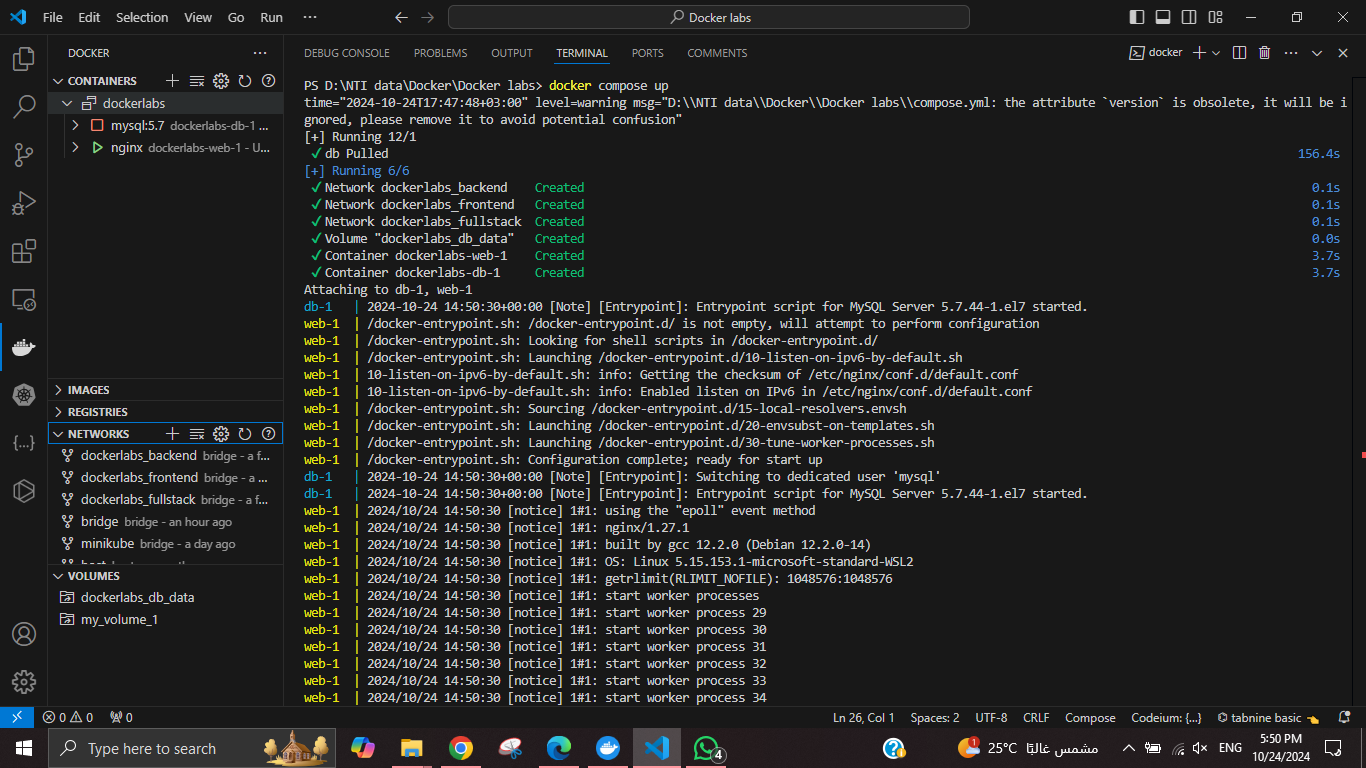 File Edit Selection View Go Run ··· Docker labs
DOCKER ···
CONTAINERS
dockerlabs
mysql:5.7 dockerlabs-db-1 ...
nginx dockerlabs-web-1 - U...
IMAGES
REGISTRIES
NETWORKS
dockerlabs_backend bridge - a f...
dockerlabs_frontend bridge - a ...
dockerlabs_fullstack bridge - a f...
bridge bridge - an hour ago
minikube bridge - a day ago
VOLUMES
dockerlabs_db_data
my_volume_1
DEBUG CONSOLE PROBLEMS OUTPUT TERMINAL PORTS COMMENTS docker
PS D:\NTI data\Docker\Docker labs> docker compose up
time="2024-10-24T17:47:48+03:00" level=warning msg="D:\\NTI data\\Docker\\Docker labs\\compose.yml: the attribute `version` is obsolete, it will be i
gnored, please remove it to avoid potential confusion"
[+] Running 12/1
✓ db Pulled 156.4s
[+] Running 6/6
✓ Network dockerlabs_backend Created 0.1s
✓ Network dockerlabs_frontend Created 0.1s
✓ Network dockerlabs_fullstack Created 0.1s
✓ Volume "dockerlabs_db_data" Created 0.0s
✓ Container dockerlabs-web-1 Created 3.7s
✓ Container dockerlabs-db-1 Created 3.7s
Attaching to db-1, web-1
db-1 | 2024-10-24 14:50:30+00:00 [Note] [Entrypoint]: Entrypoint script for MySQL Server 5.7.44-1.el7 started.
web-1 | /docker-entrypoint.sh: /docker-entrypoint.d/ is not empty, will attempt to perform configuration
web-1 | /docker-entrypoint.sh: Looking for shell scripts in /docker-entrypoint.d/
web-1 | /docker-entrypoint.sh: Launching /docker-entrypoint.d/10-listen-on-ipv6-by-default.sh
web-1 | 10-listen-on-ipv6-by-default.sh: info: Getting the checksum of /etc/nginx/conf.d/default.conf
web-1 | 10-listen-on-ipv6-by-default.sh: info: Enabled listen on IPv6 in /etc/nginx/conf.d/default.conf
web-1 | /docker-entrypoint.sh: Sourcing /docker-entrypoint.d/15-local-resolvers.envsh
web-1 | /docker-entrypoint.sh: Launching /docker-entrypoint.d/20-envsubst-on-templates.sh
web-1 | /docker-entrypoint.sh: Launching /docker-entrypoint.d/30-tune-worker-processes.sh
web-1 | /docker-entrypoint.sh: Configuration complete; ready for start up
db-1 | 2024-10-24 14:50:30+00:00 [Note] [Entrypoint]: Switching to dedicated user 'mysql'
db-1 | 2024-10-24 14:50:30+00:00 [Note] [Entrypoint]: Entrypoint script for MySQL Server 5.7.44-1.el7 started.
web-1 | 2024/10/24 14:50:30 [notice] 1#1: using the "epoll" event method
web-1 | 2024/10/24 14:50:30 [notice] 1#1: nginx/1.27.1
web-1 | 2024/10/24 14:50:30 [notice] 1#1: built by gcc 12.2.0 (Debian 12.2.0-14)
web-1 | 2024/10/24 14:50:30 [notice] 1#1: OS: Linux 5.15.153.1-microsoft-standard-WSL2
web-1 | 2024/10/24 14:50:30 [notice] 1#1: getrlimit(RLIMIT_NOFILE): 1048576:1048576
web-1 | 2024/10/24 14:50:30 [notice] 1#1: start worker processes
web-1 | 2024/10/24 14:50:30 [notice] 1#1: start worker process 29
web-1 | 2024/10/24 14:50:30 [notice] 1#1: start worker process 30
web-1 | 2024/10/24 14:50:30 [notice] 1#1: start worker process 31
web-1 | 2024/10/24 14:50:30 [notice] 1#1: start worker process 32
web-1 | 2024/10/24 14:50:30 [notice] 1#1: start worker process 33
web-1 | 2024/10/24 14:50:30 [notice] 1#1: start worker process 34
0 0 0 Ln 26, Col 1 Spaces: 2 UTF-8 CRLF Compose Codeium: {...} tabnine basic
Type here to search 4 1 25°C مشمس غالبًا ENG 5:50 PM
10/24/2024